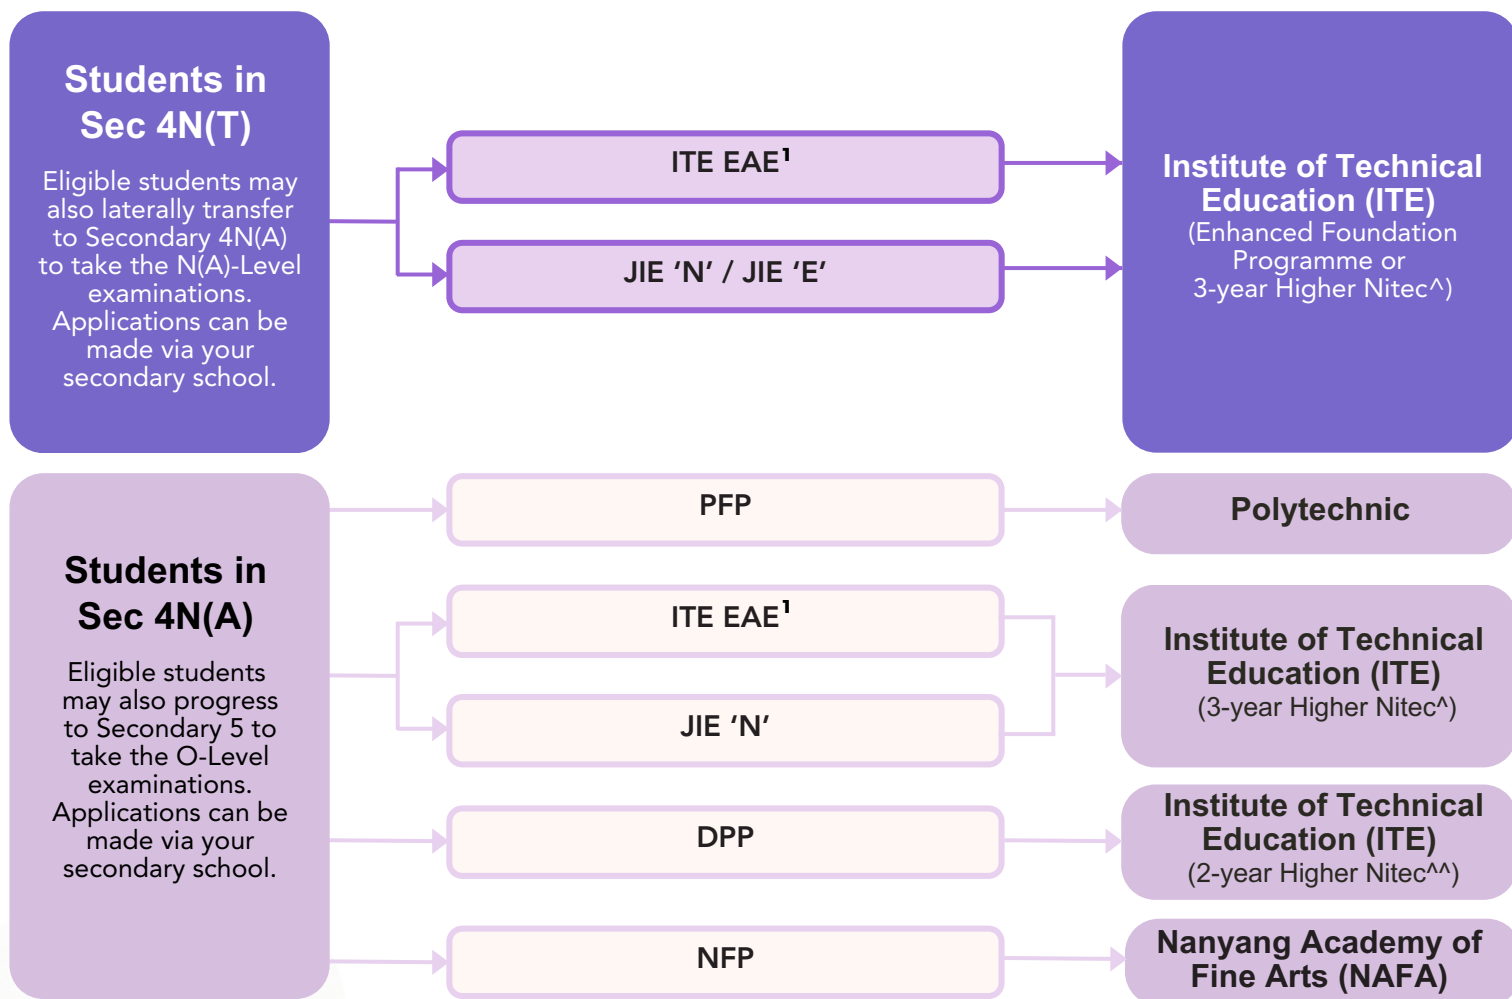 Students in
Sec 4N(T)
Eligible students may
also laterally transfer
to Secondary 4N(A)
to take the N(A)-Level
examinations.
Applications can be
made via your
secondary school.
ITE EAE¹
JIE ‘N’ / JIE ‘E’
Institute of Technical
Education (ITE)
(Enhanced Foundation
Programme or
3-year Higher Nitec^)
Students in
Sec 4N(A)
Eligible students
may also progress
to Secondary 5 to
take the O-Level
examinations.
Applications can be
made via your
secondary school.
PFP
Polytechnic
ITE EAE¹
JIE ‘N’
Institute of Technical
Education (ITE)
(3-year Higher Nitec^)
DPP
Institute of Technical
Education (ITE)
(2-year Higher Nitec^^)
NFP
Nanyang Academy of
Fine Arts (NAFA)